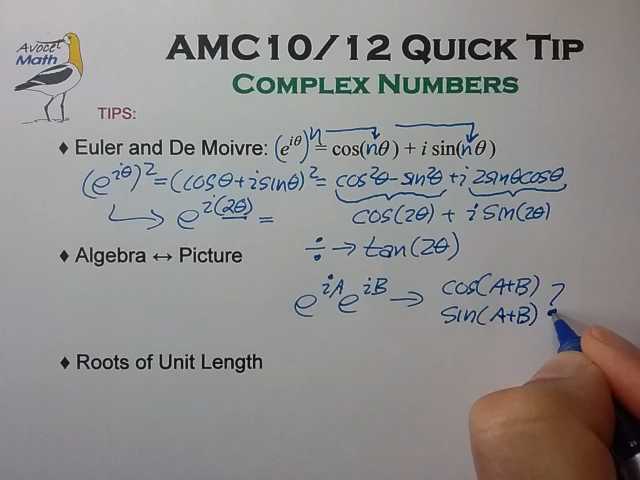 Avocet
Math
AMC10/12 QUICK TIP
COMPLEX NUMBERS
TIPS:
♦ Euler and De Moivre: (e^{iθ})^n = cos(nθ) + i sin(nθ)
(e^{iθ})^2 = (cosθ + i sinθ)^2 = cos^2θ - sin^2θ + i 2sinθcosθ
↳ e^{i(2θ)} = cos(2θ) + i sin(2θ)
♦ Algebra ↔ Picture
÷ → tan(2θ)
e^{iA} e^{iB} → cos(A+B)
sin(A+B) ?
♦ Roots of Unit Length